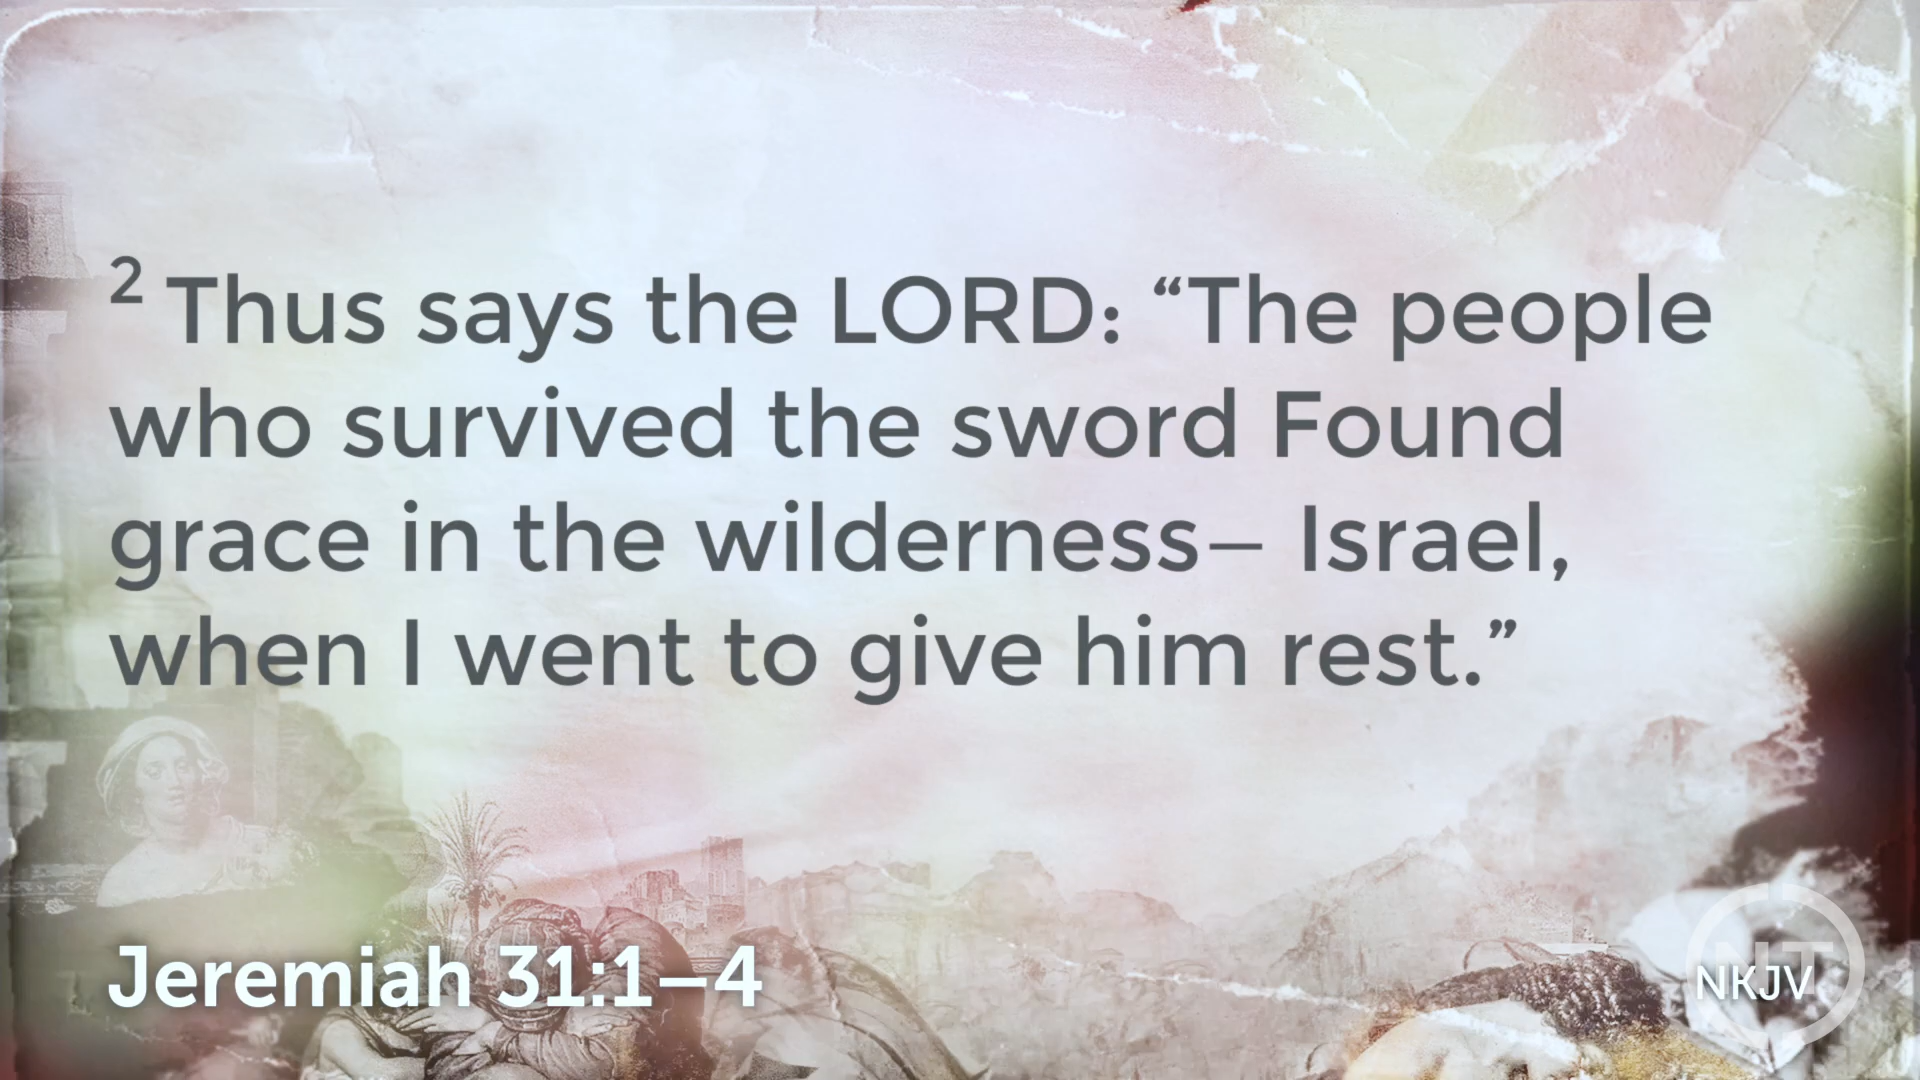 2 Thus says the LORD: “The people
who survived the sword Found
grace in the wilderness— Israel,
when I went to give him rest.”
Jeremiah 31:1–4
NT
NKJV